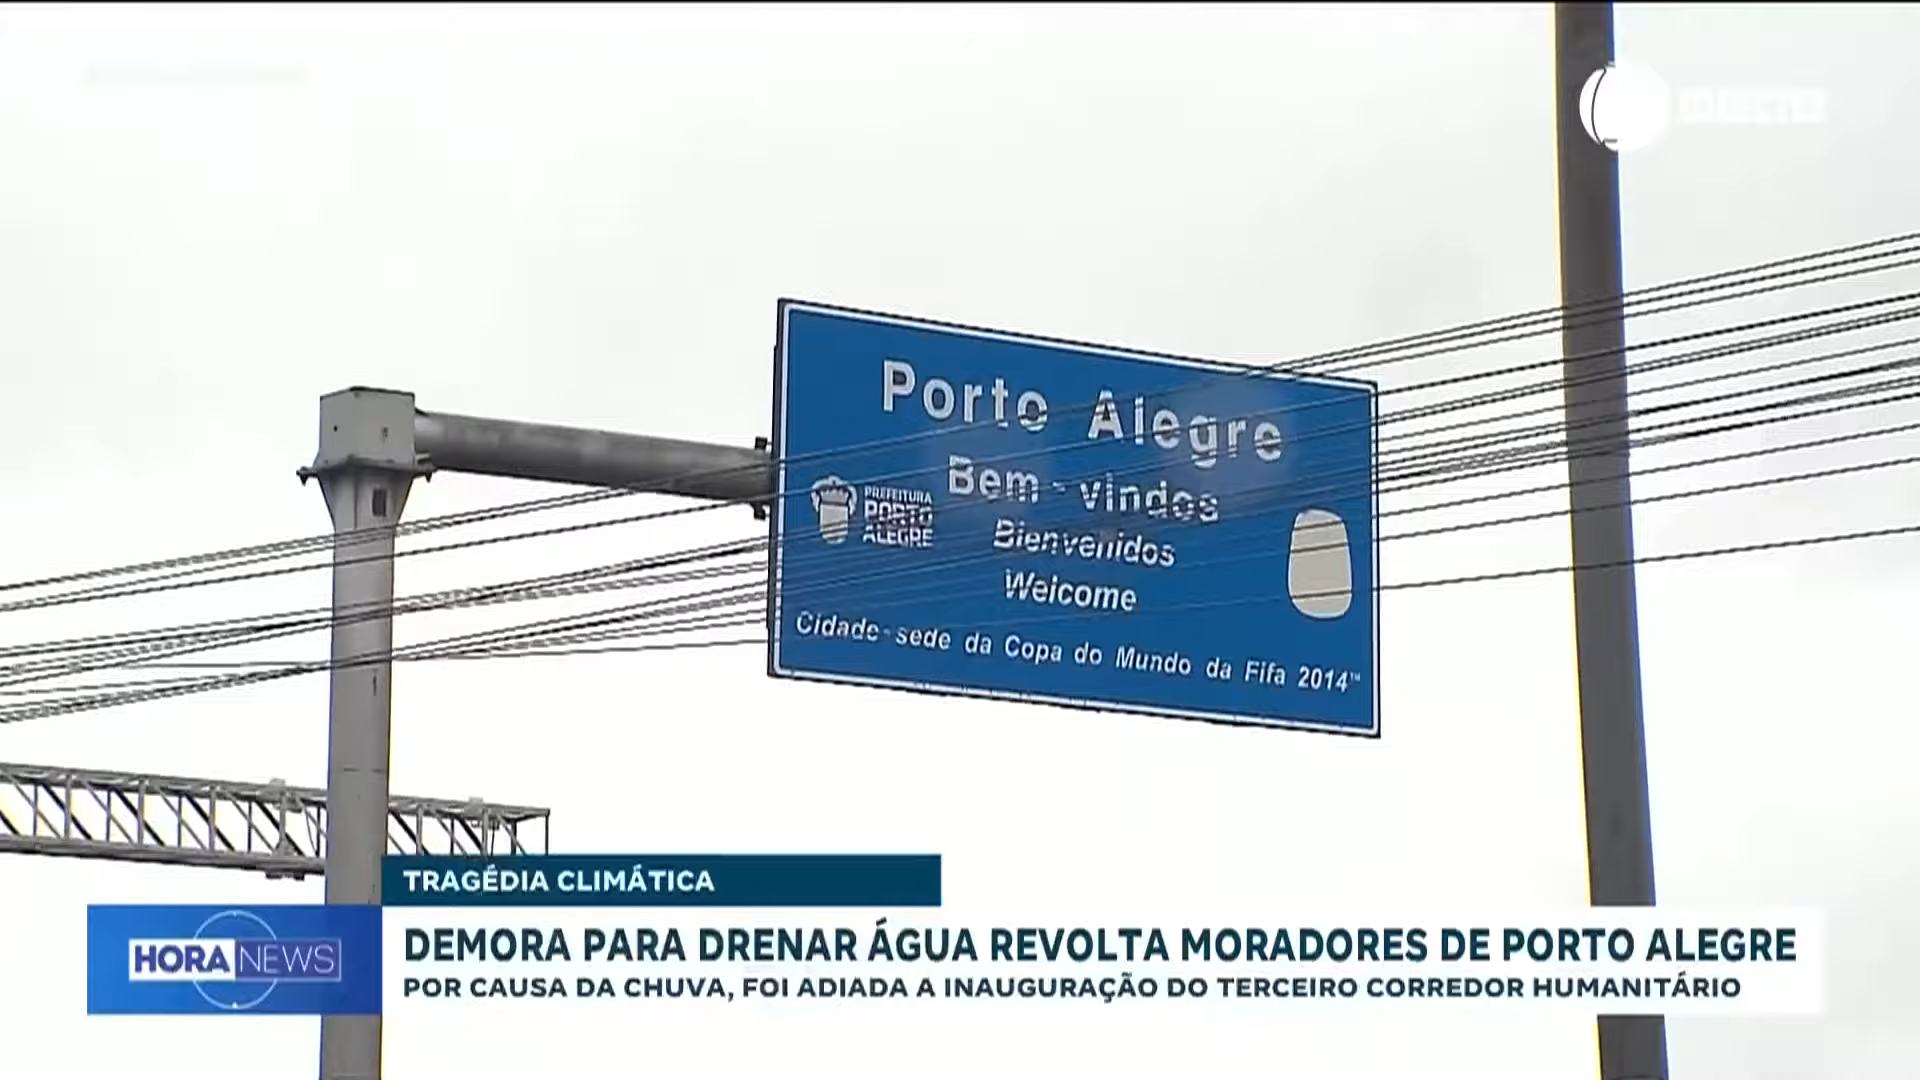 Porto Alegre
Bem-vindos
PREFEITURA
PORTO
ALEGRE
Bienvenidos
Welcome
Cidade-sede da Copa do Mundo da Fifa 2014™
TRAGÉDIA CLIMÁTICA
HORA NEWS
DEMORA PARA DRENAR ÁGUA REVOLTA MORADORES DE PORTO ALEGRE
POR CAUSA DA CHUVA, FOI ADIADA A INAUGURAÇÃO DO TERCEIRO CORREDOR HUMANITÁRIO